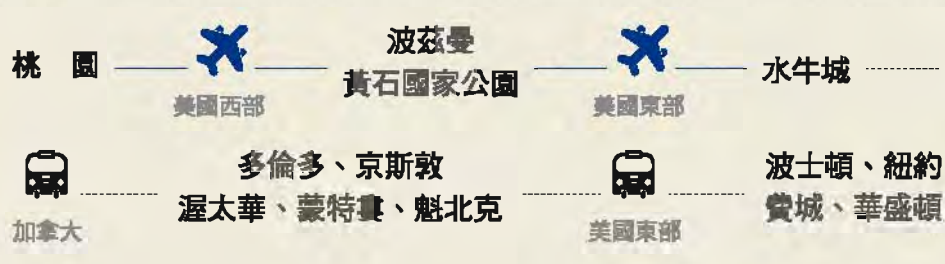 桃 園
波茲曼
黃石國家公園
水牛城
美國西部
美國東部
多倫多、京斯敦
渥太華、蒙特婁、魁北克
波士頓、紐約
費城、華盛頓
加拿大
美國東部